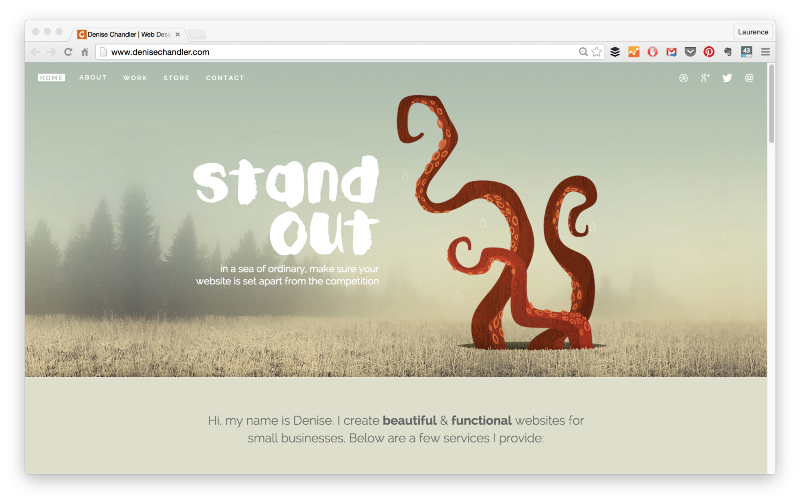 Denise Chandler | Web Desig
Laurence
www.denisechandler.com
43
HOME ABOUT WORK STORE CONTACT
stand
out
in a sea of ordinary, make sure your
website is set apart from the competition
Hi, my name is Denise. I create beautiful & functional websites for
small businesses. Below are a few services I provide: